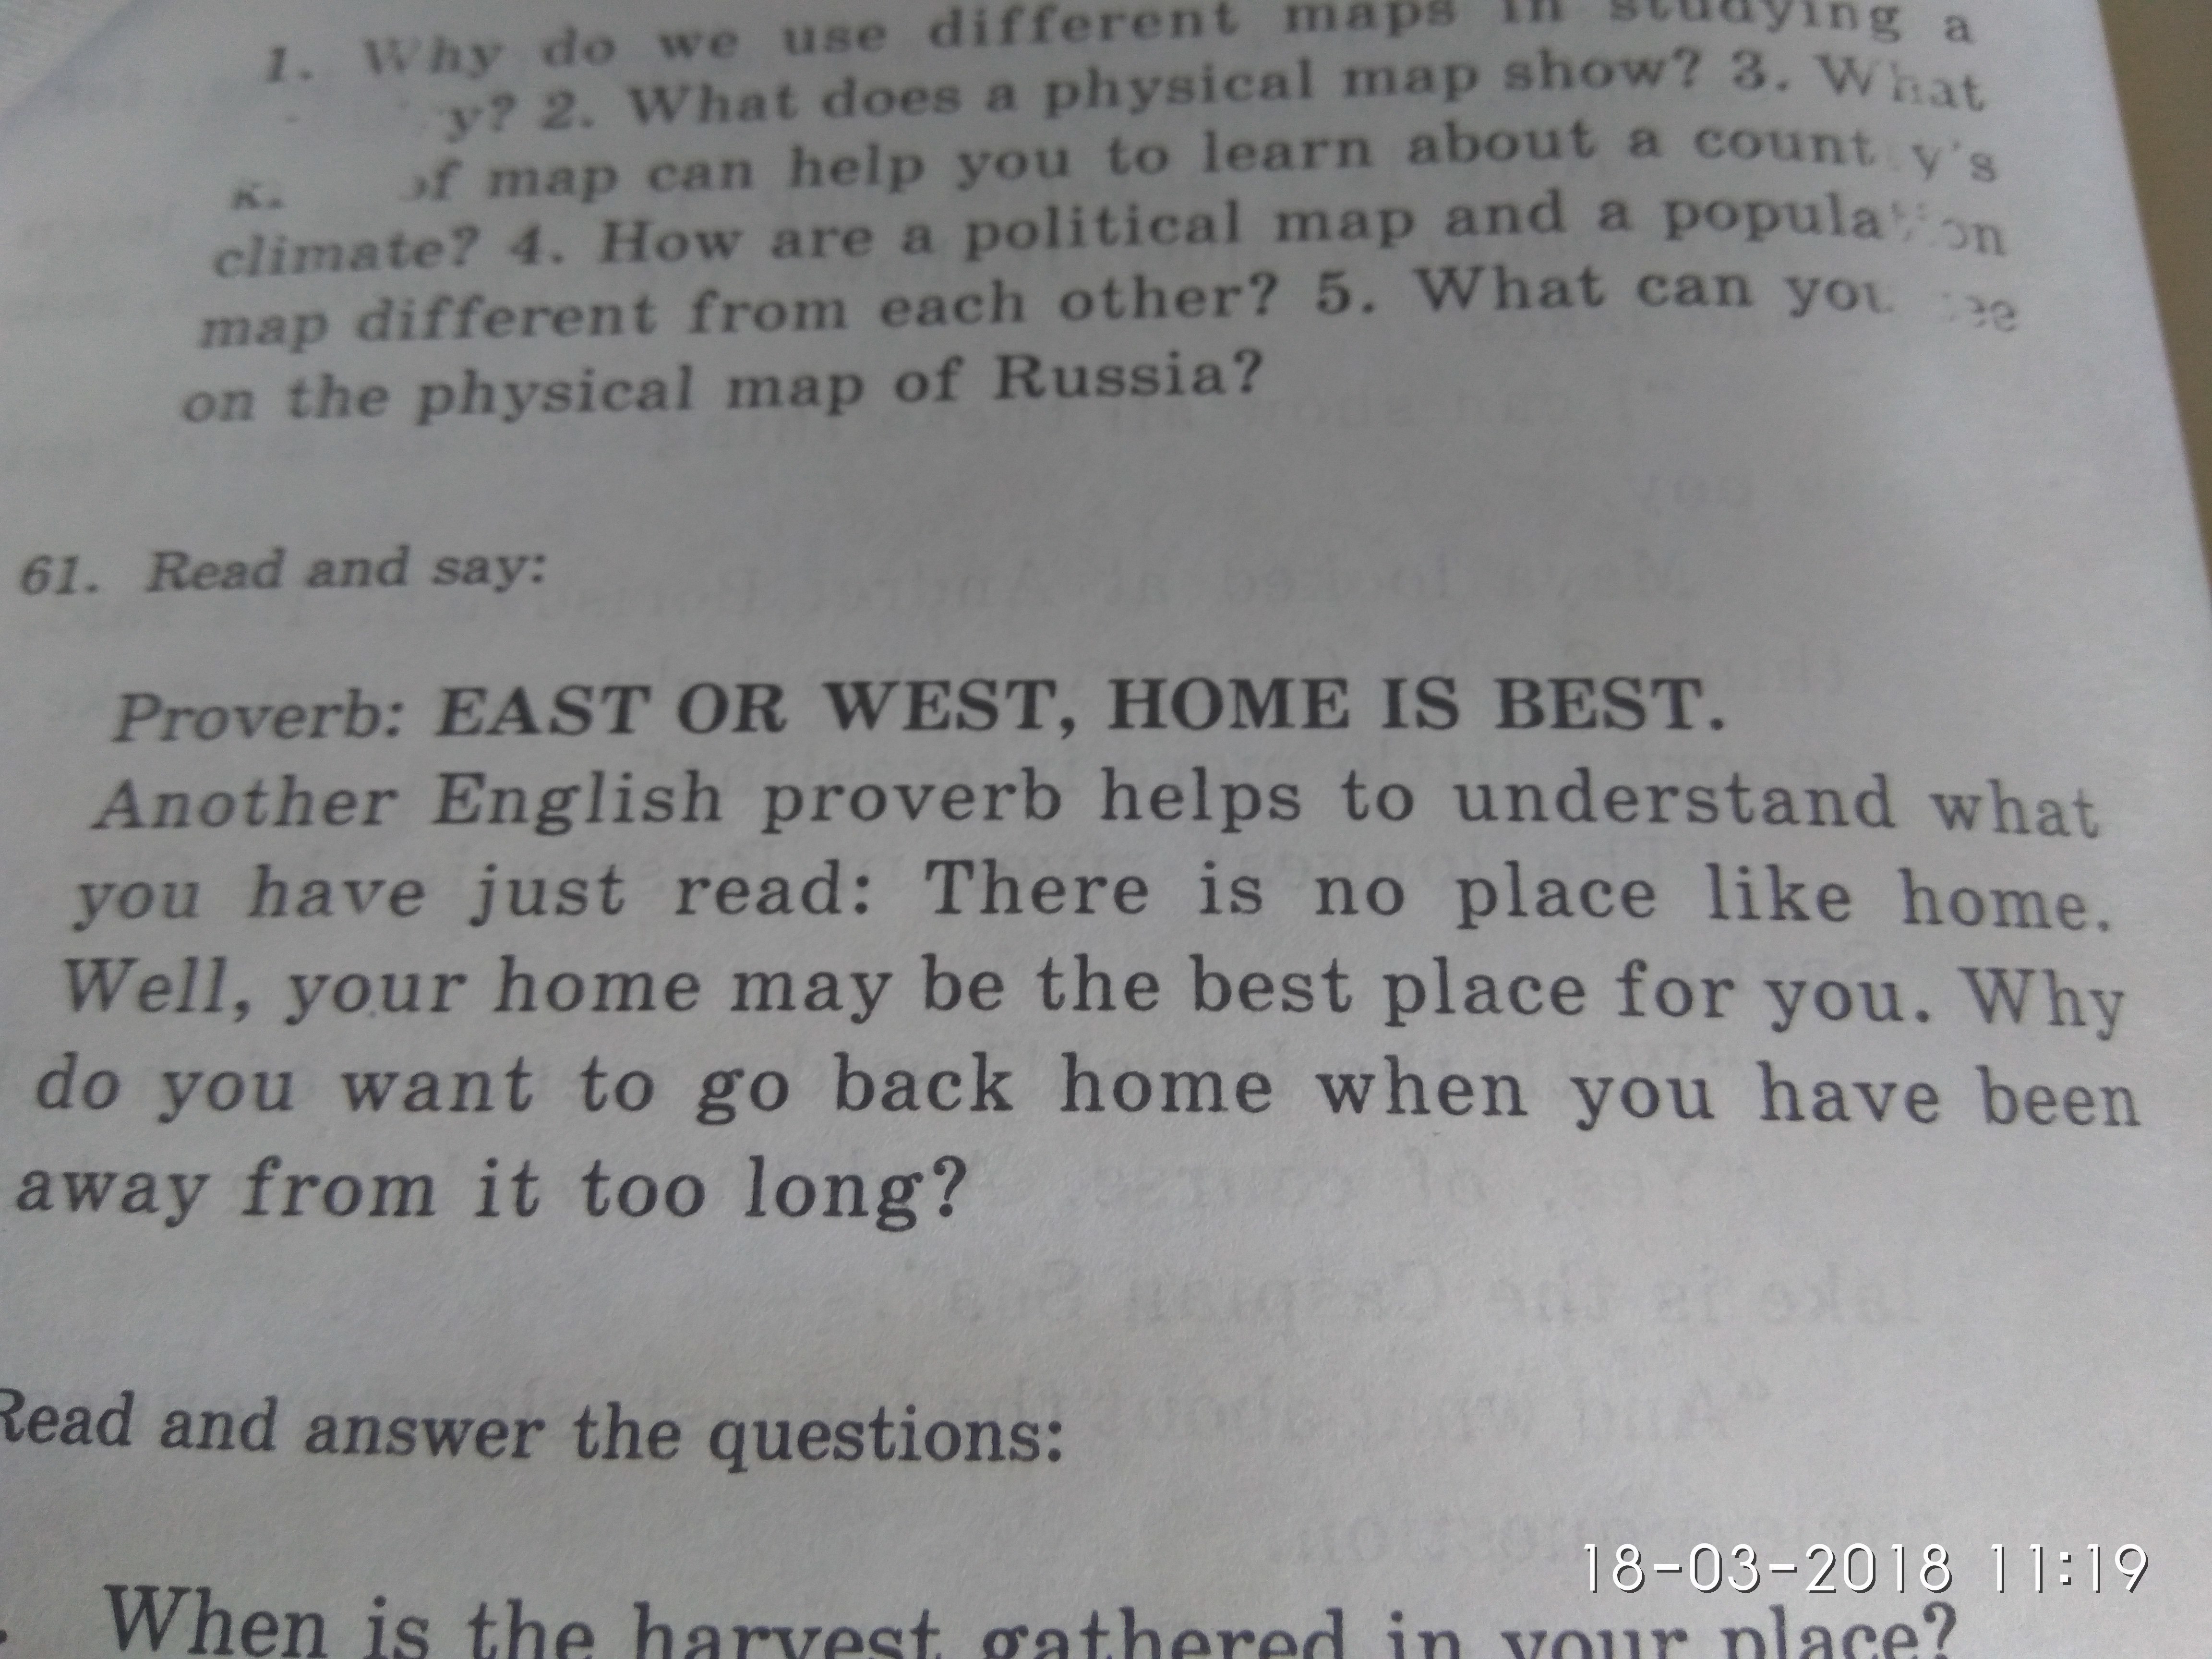 1. Why do we use different maps in studying a
y? 2. What does a physical map show? 3. What
of map can help you to learn about a count y's
climate? 4. How are a political map and a population
map different from each other? 5. What can you
on the physical map of Russia?
61. Read and say:
Proverb: EAST OR WEST, HOME IS BEST.
Another English proverb helps to understand what
you have just read: There is no place like home.
Well, your home may be the best place for you. Why
do you want to go back home when you have been
away from it too long?
Read and answer the questions:
When is the harvest gathered in your place?
18-03-2018 11:19